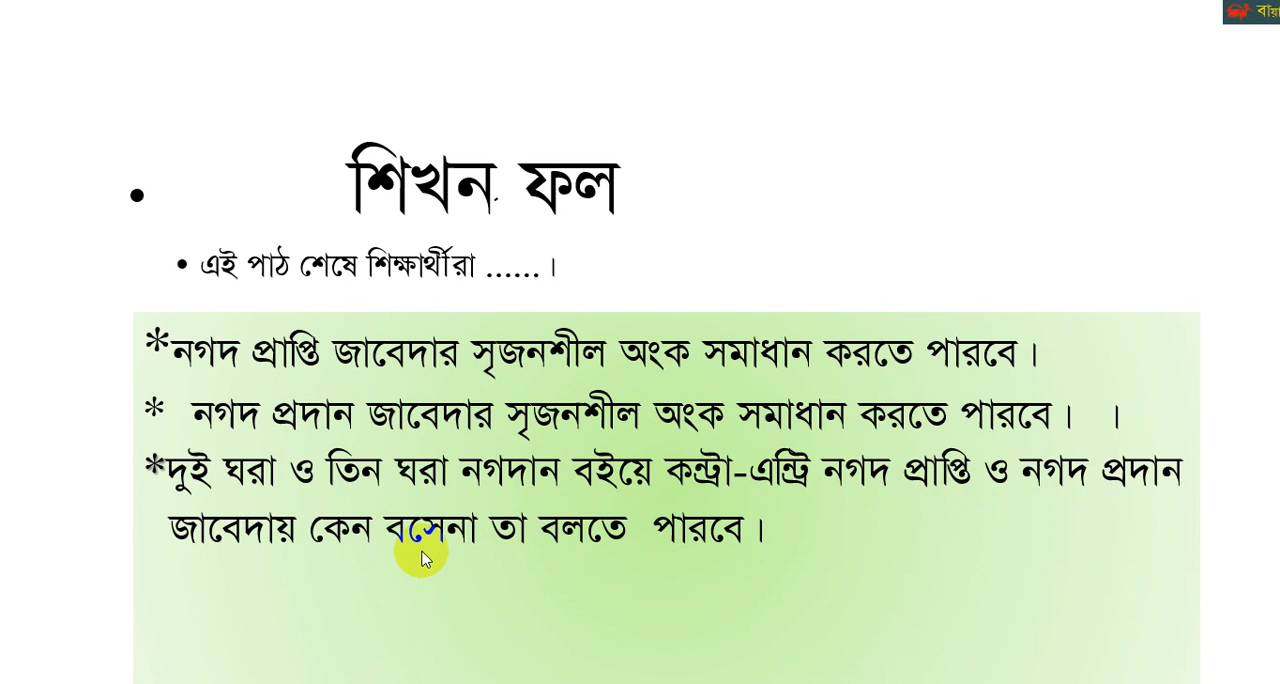 • শিখন ফল
• এই পাঠ শেষে শিক্ষার্থীরা ......।
*নগদ প্রাপ্তি জাবেদার সৃজনশীল অংক সমাধান করতে পারবে।
* নগদ প্রদান জাবেদার সৃজনশীল অংক সমাধান করতে পারবে। ।
*দুই ঘরা ও তিন ঘরা নগদান বইয়ে কন্ট্রা-এন্ট্রি নগদ প্রাপ্তি ও নগদ প্রদান
জাবেদায় কেন বসেনা তা বলতে পারবে।